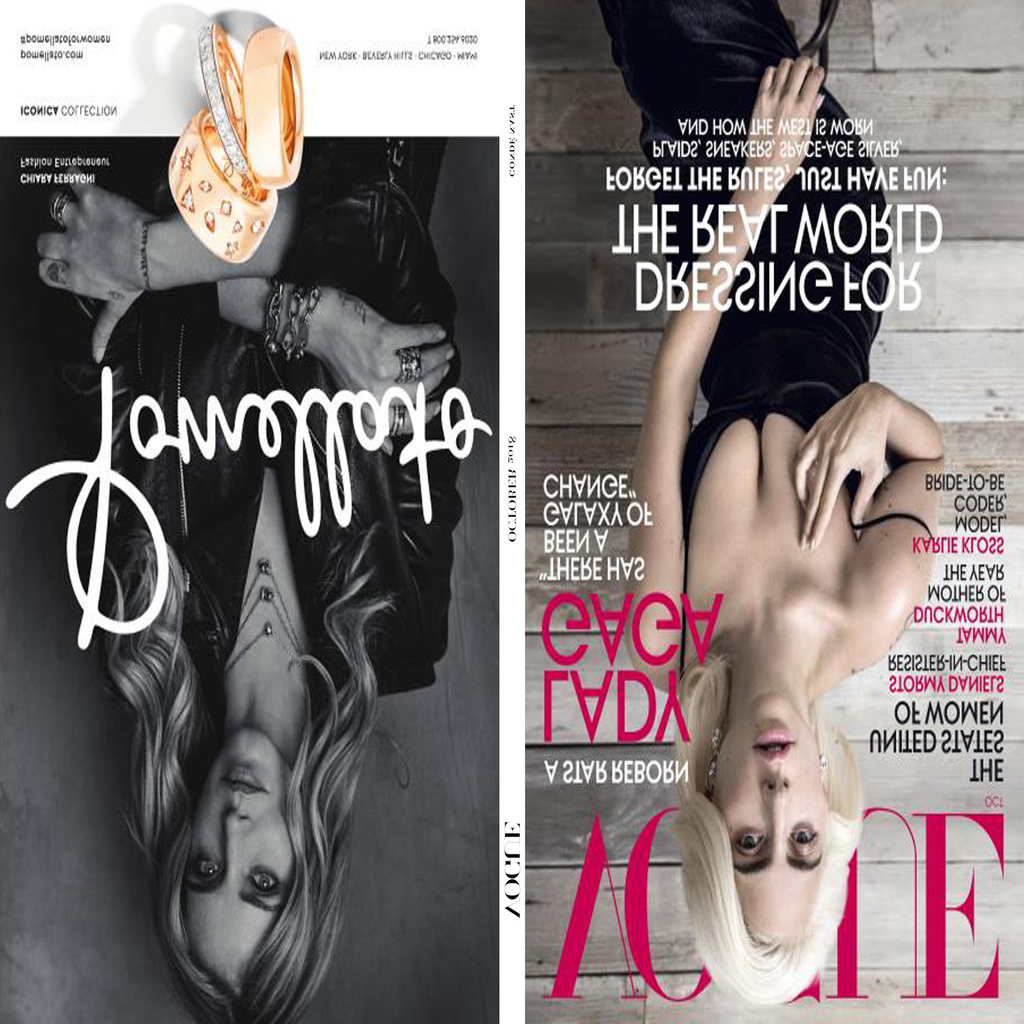 Pomellato
CHIARA FERRAGNI
Fashion Entrepreneur
ICONICA COLLECTION
pomellato.com
#pomellatoforwomen
NEW YORK · BEVERLY HILLS · CHICAGO · MIAMI
T 800.254.6020
VOGUE
OCTOBER 2018
CONDÉ NAST
VOGUE
OCT
A STAR REBORN
LADY
GAGA
"THERE HAS
BEEN A
GALAXY OF
CHANGE"
THE
UNITED STATES
OF WOMEN
STORMY DANIELS
RESISTER-IN-CHIEF
TAMMY
DUCKWORTH
MOTHER OF
THE YEAR
KARLIE KLOSS
MODEL,
CODER,
BRIDE-TO-BE
DRESSING FOR
THE REAL WORLD
FORGET THE RULES, JUST HAVE FUN:
PLAIDS, SNEAKERS, SPACE-AGE SILVER,
AND HOW THE WEST IS WORN